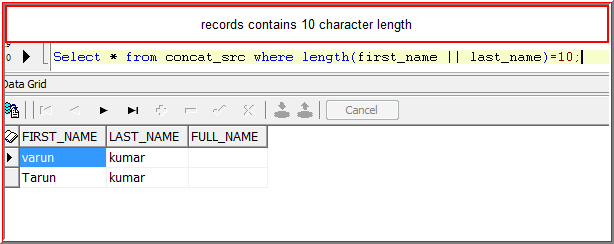 records contains 10 character length
0 Select * from concat_src where length(first_name || last_name)=10;
Data Grid
Cancel
FIRST_NAME LAST_NAME FULL_NAME
varun kumar
Tarun kumar